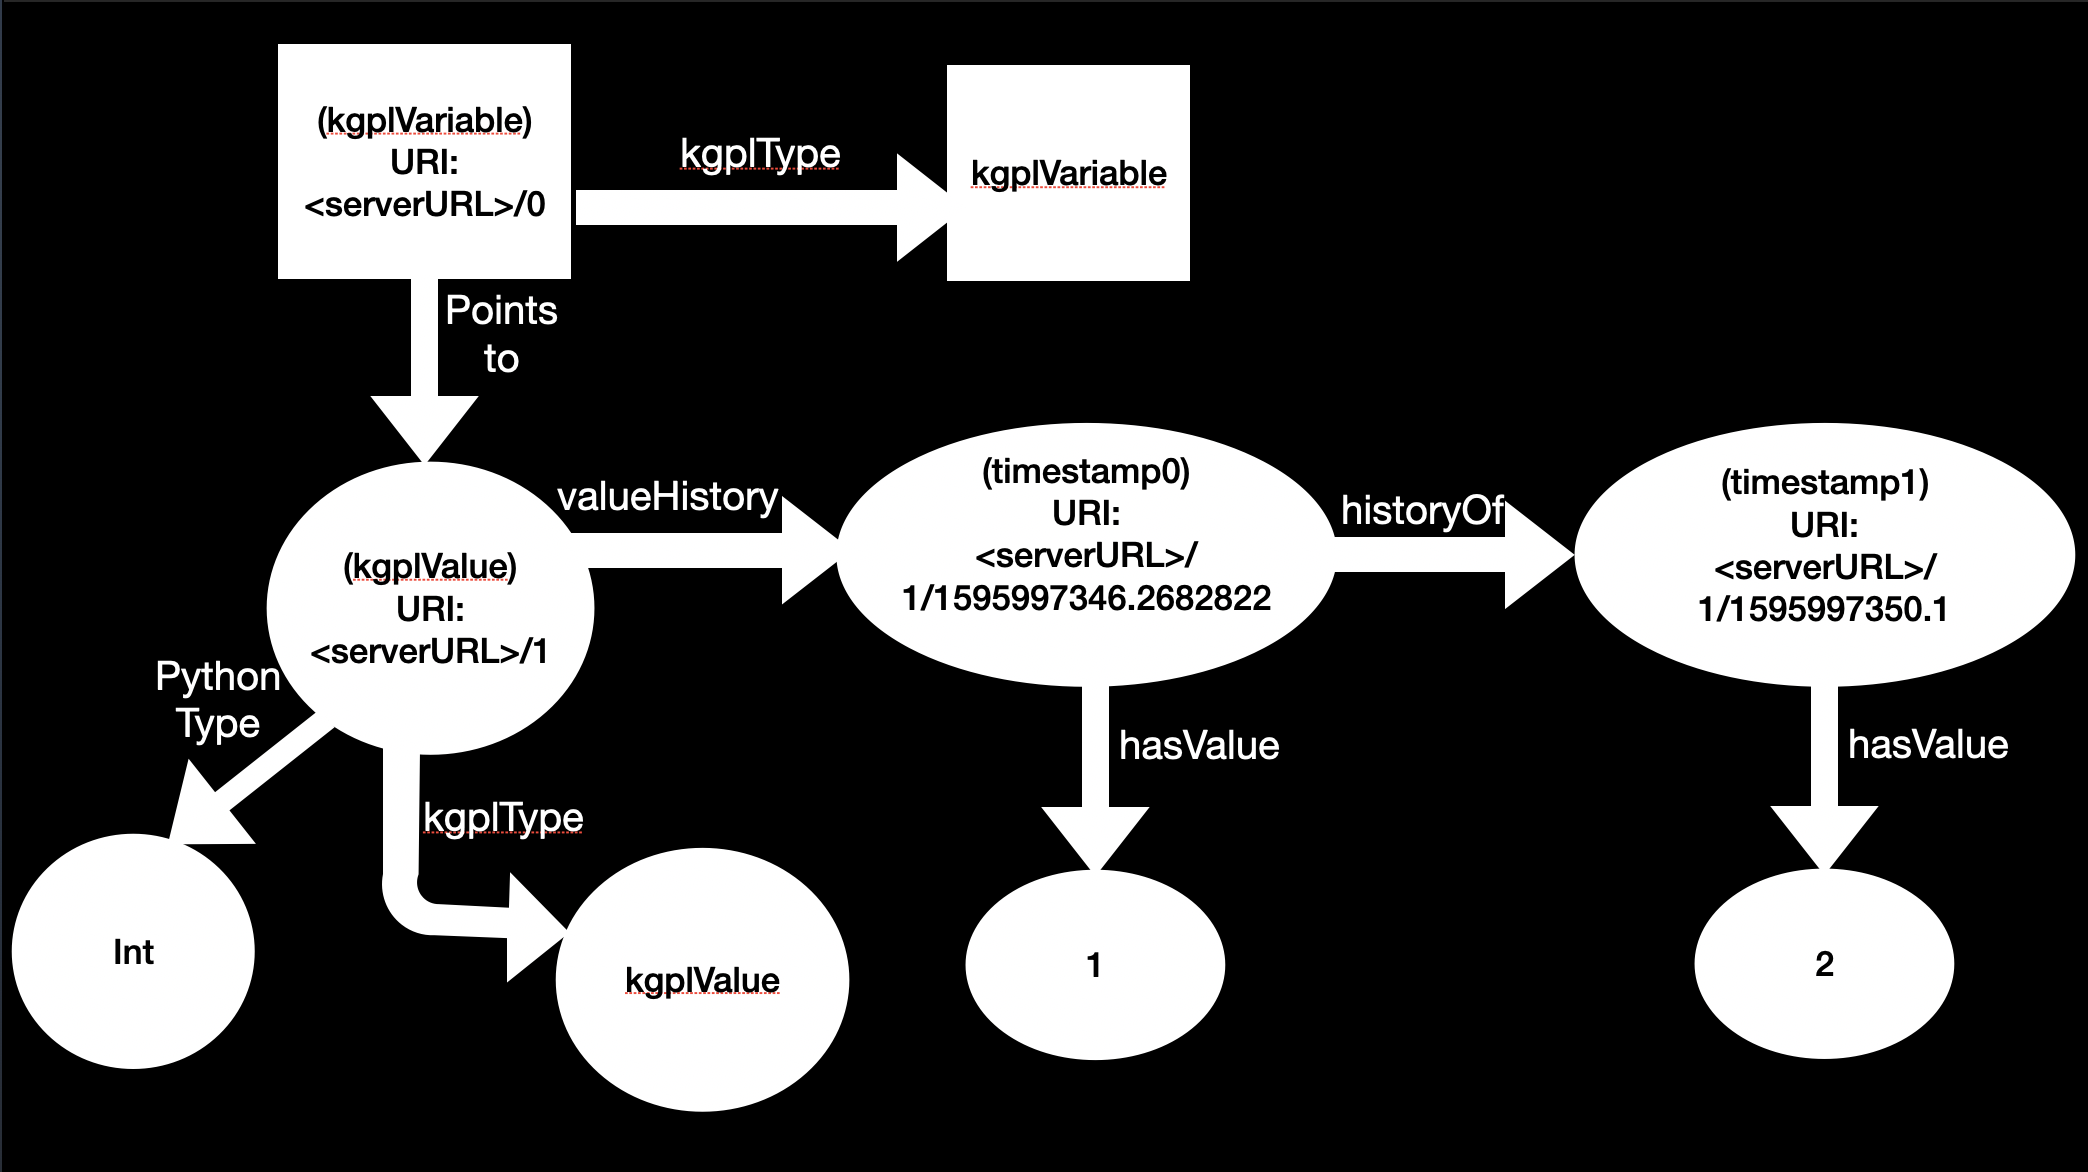 (kgplVariable)
URI:
<serverURL>/0
kgplType
kgplVariable
Points
to
(kgplValue)
URI:
<serverURL>/1
valueHistory
(timestamp0)
URI:
<serverURL>/
1/1595997346.2682822
historyOf
(timestamp1)
URI:
<serverURL>/
1/1595997350.1
Python
Type
kgplType
hasValue
hasValue
Int
kgplValue
1
2